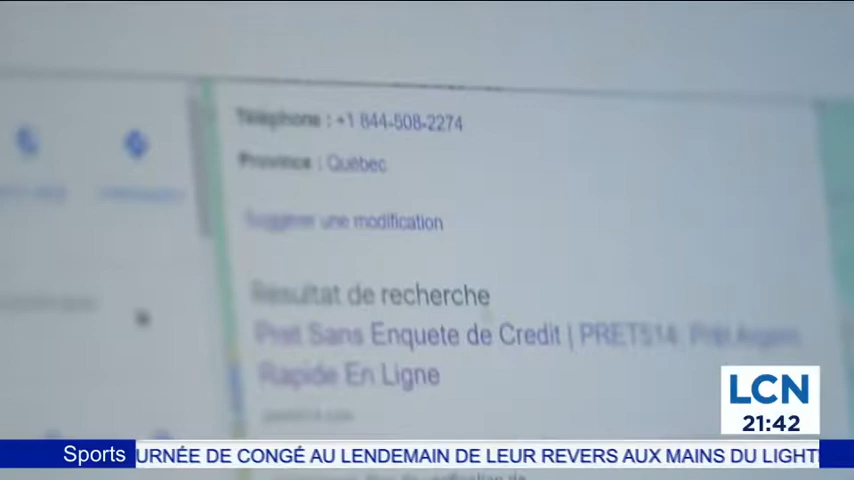 Téléphone : +1 844-508-2274
Province : Québec
Suggérer une modification
Résultat de recherche
Pret Sans Enquete de Credit | PRET514: Prêt Argent
Rapide En Ligne
LCN
21:42
Sports URNÉE DE CONGÉ AU LENDEMAIN DE LEUR REVERS AUX MAINS DU LIGHT